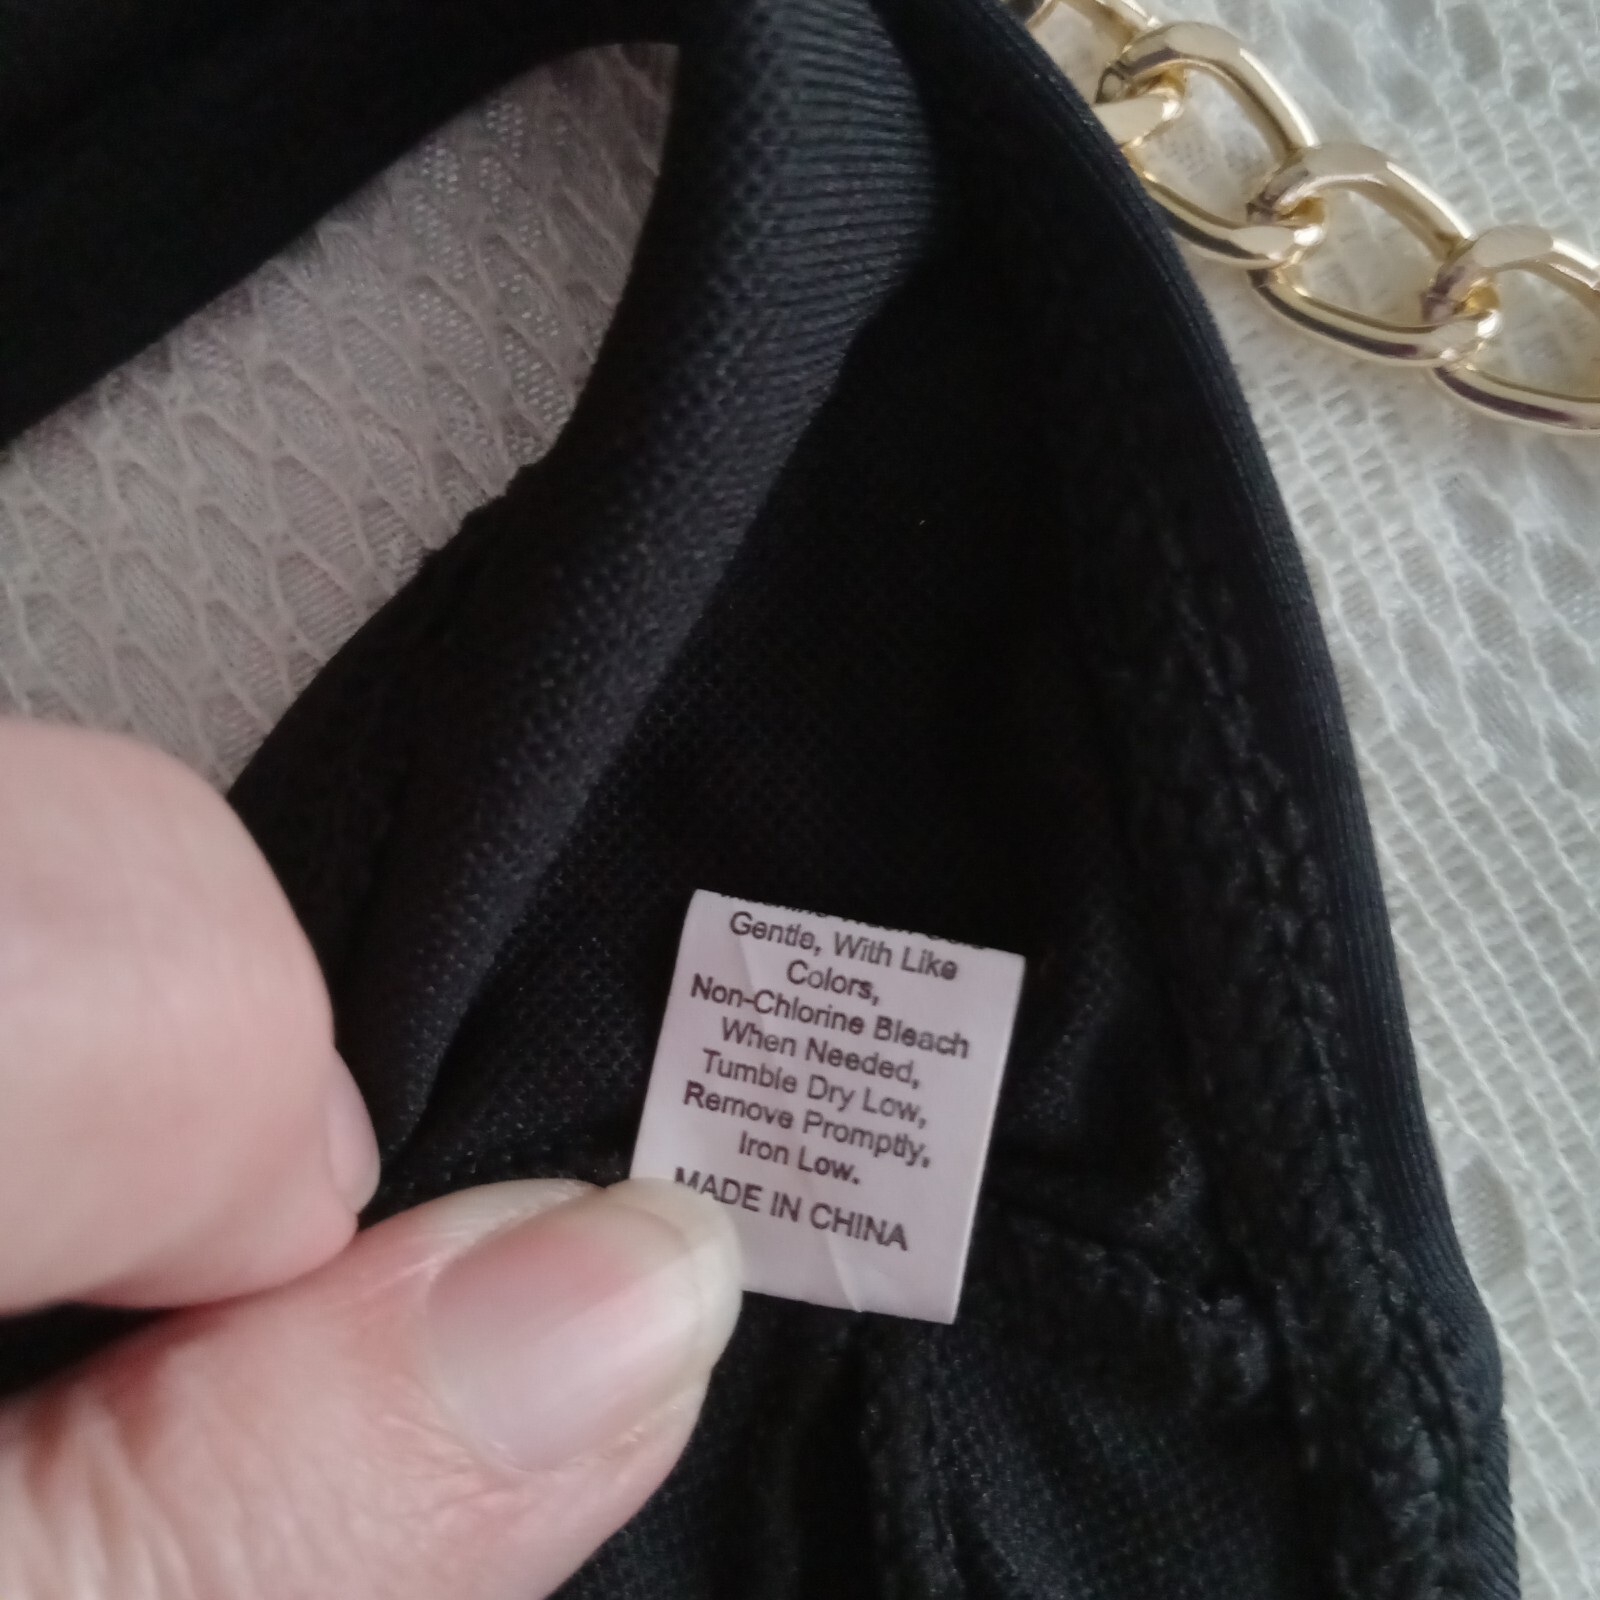 Gentle, With Like
Colors,
Non-Chlorine Bleach
When Needed,
Tumble Dry Low,
Remove Promptly,
Iron Low.
MADE IN CHINA